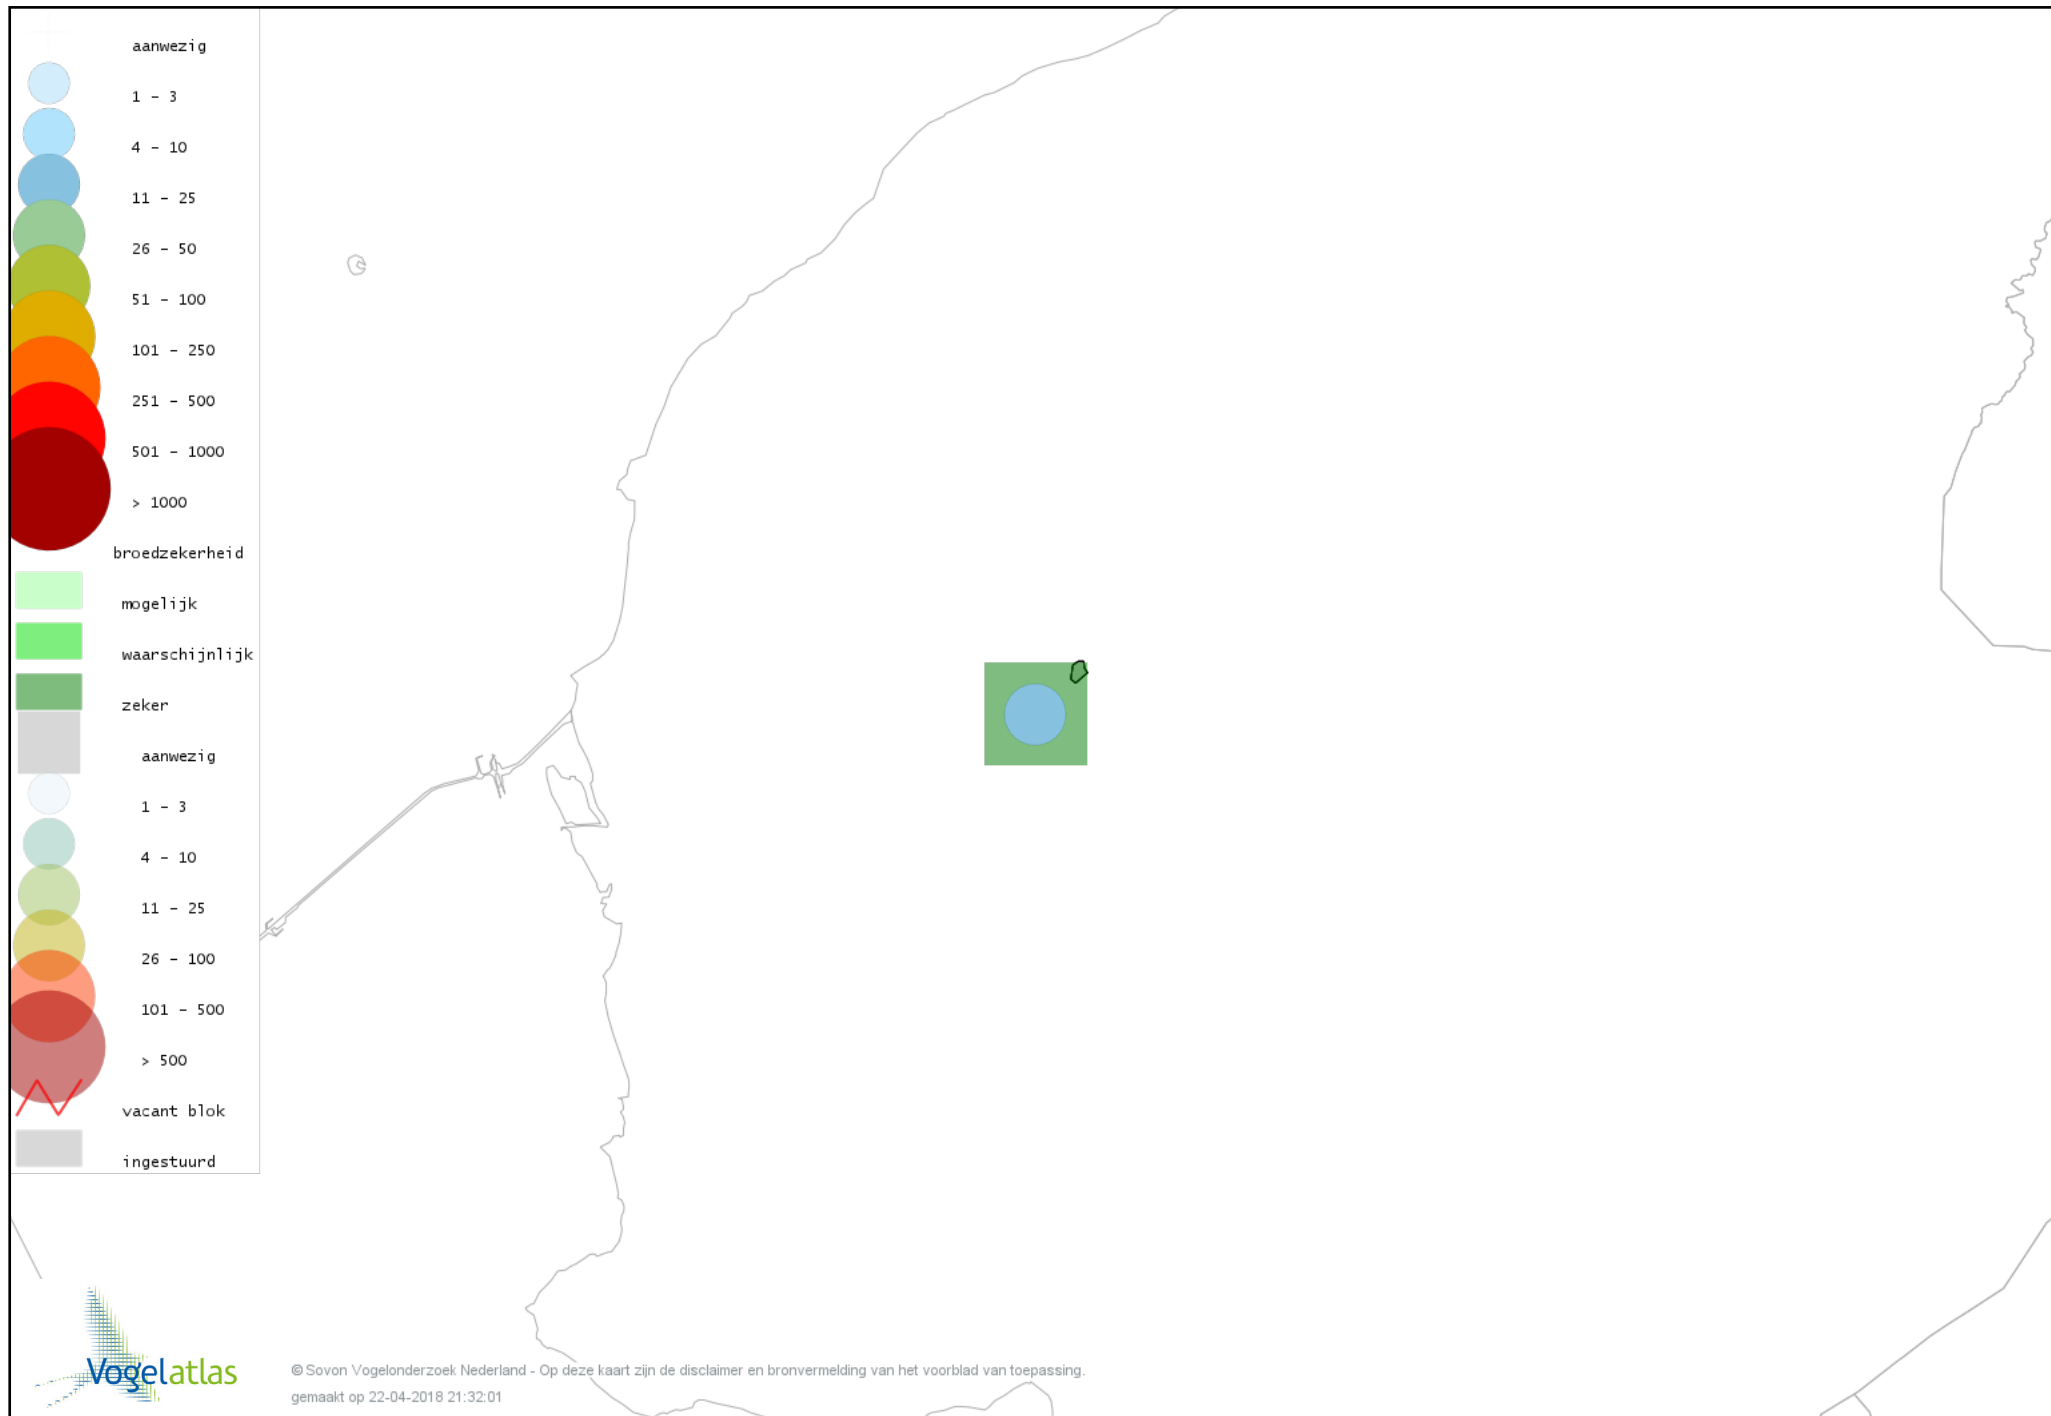 aanwezig
1 - 3
4 - 10
11 - 25
26 - 50
51 - 100
101 - 250
251 - 500
501 - 1000
> 1000
broedzekerheid
mogelijk
waarschijnlijk
zeker
aanwezig
1 - 3
4 - 10
11 - 25
26 - 100
101 - 500
> 500
vacant blok
ingestuurd
Vogelatlas
© Sovon Vogelonderzoek Nederland - Op deze kaart zijn de disclaimer en bronvermelding van het voorblad van toepassing.
gemaakt op 22-04-2018 21:32:01